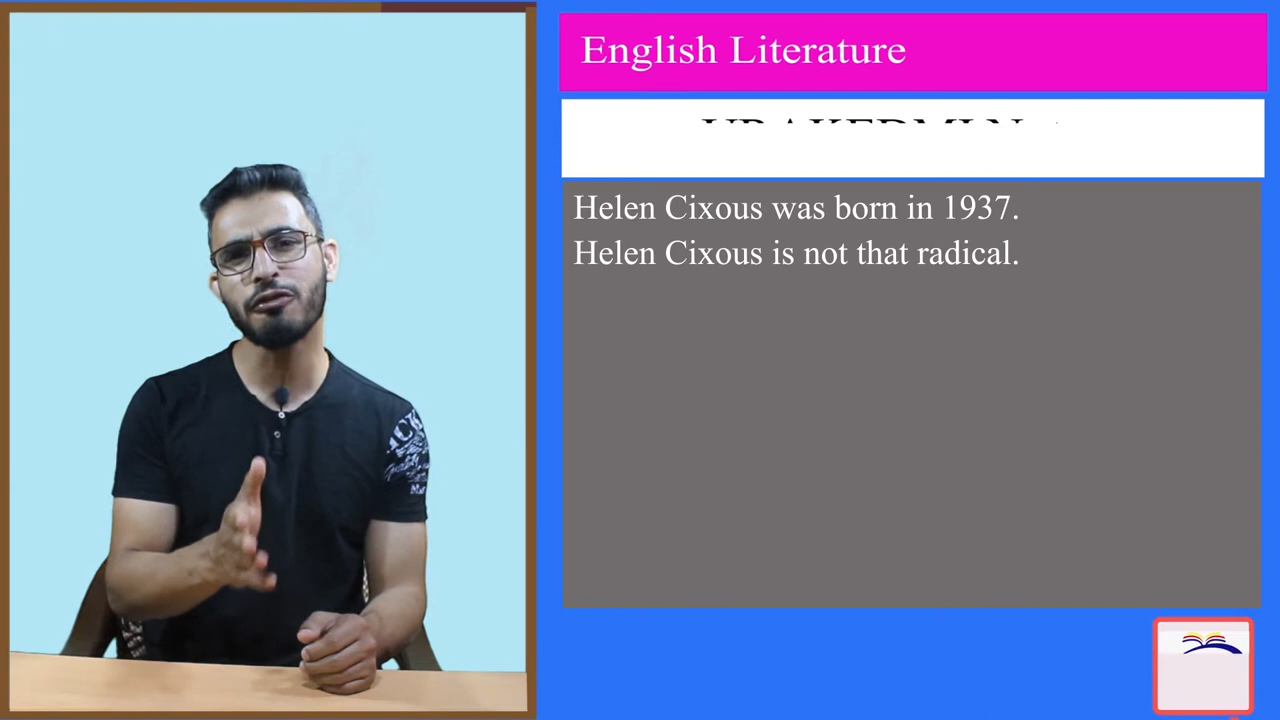 English Literature
Helen Cixous was born in 1937.
Helen Cixous is not that radical.